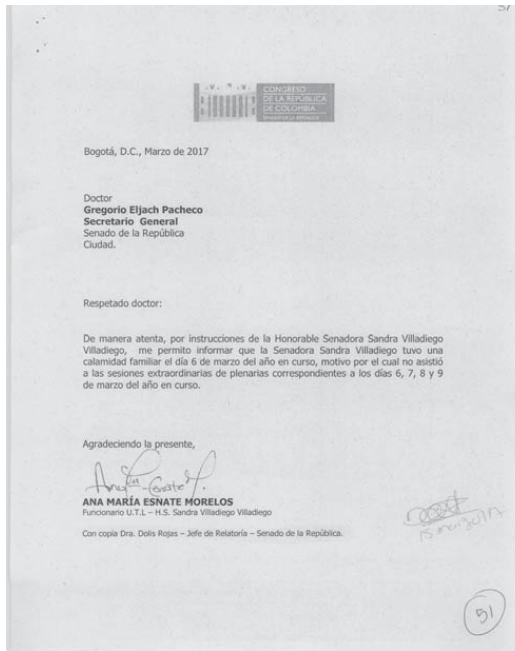 51
CONGRESO
DE LA REPÚBLICA
DE COLOMBIA
Bogotá, D.C., Marzo de 2017
Doctor
Gregorio Eljach Pacheco
Secretario General
Senado de la República
Ciudad.
Respetado doctor:
De manera atenta, por instrucciones de la Honorable Senadora Sandra Villadiego
Villadiego, me permito informar que la Senadora Sandra Villadiego tuvo una
calamidad familiar el día 6 de marzo del año en curso, motivo por el cual no asistió
a las sesiones extraordinarias de plenarias correspondientes a los días 6, 7, 8 y 9
de marzo del año en curso.
Agradeciendo la presente,
ANA MARÍA ESNATE MORELOS
Funcionario U.T.L – H.S. Sandra Villadiego Villadiego
Con copia Dra. Dolis Rojas – Jefe de Relatoría – Senado de la República.
51